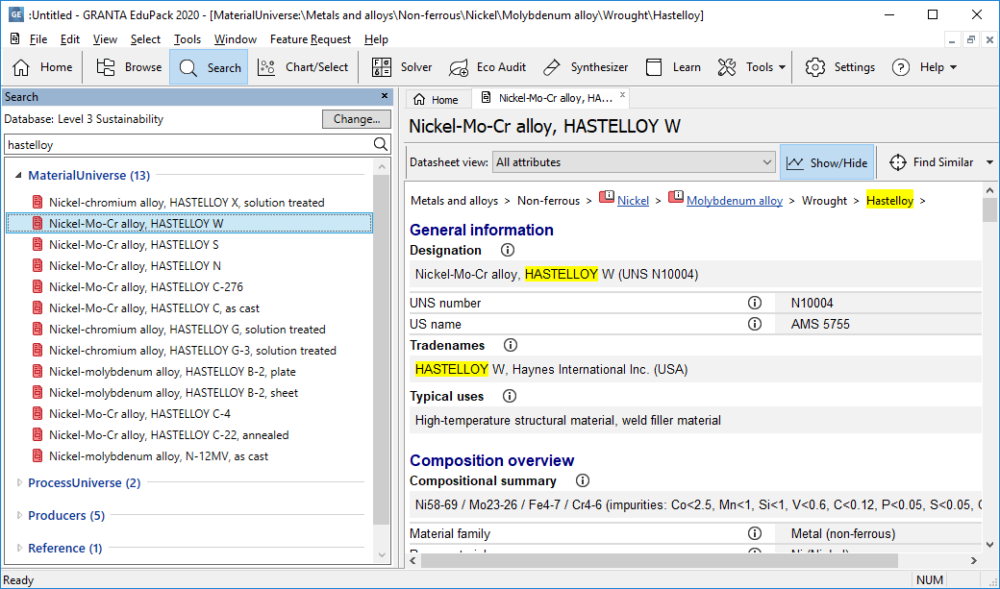 GE :Untitled - GRANTA EduPack 2020 - [MaterialUniverse:\Metals and alloys\Non-ferrous\Nickel\Molybdenum alloy\Wrought\Hastelloy]
File Edit View Select Tools Window Feature Request Help
Home Browse Search Chart/Select Solver Eco Audit Synthesizer Learn Tools Settings Help
Search
Database: Level 3 Sustainability Change...
hastelloy
MaterialUniverse (13)
Nickel-chromium alloy, HASTELLOY X, solution treated
Nickel-Mo-Cr alloy, HASTELLOY W
Nickel-Mo-Cr alloy, HASTELLOY S
Nickel-Mo-Cr alloy, HASTELLOY N
Nickel-Mo-Cr alloy, HASTELLOY C-276
Nickel-Mo-Cr alloy, HASTELLOY C, as cast
Nickel-chromium alloy, HASTELLOY G, solution treated
Nickel-chromium alloy, HASTELLOY G-3, solution treated
Nickel-molybdenum alloy, HASTELLOY B-2, plate
Nickel-molybdenum alloy, HASTELLOY B-2, sheet
Nickel-Mo-Cr alloy, HASTELLOY C-4
Nickel-Mo-Cr alloy, HASTELLOY C-22, annealed
Nickel-molybdenum alloy, N-12MV, as cast
ProcessUniverse (2)
Producers (5)
Reference (1)
Home Nickel-Mo-Cr alloy, HA...
Nickel-Mo-Cr alloy, HASTELLOY W
Datasheet view: All attributes Show/Hide Find Similar
Metals and alloys > Non-ferrous > Nickel > Molybdenum alloy > Wrought > Hastelloy >
General information
Designation
Nickel-Mo-Cr alloy, HASTELLOY W (UNS N10004)
UNS number N10004
US name AMS 5755
Tradenames
HASTELLOY W, Haynes International Inc. (USA)
Typical uses
High-temperature structural material, weld filler material
Composition overview
Compositional summary
Ni58-69 / Mo23-26 / Fe4-7 / Cr4-6 (impurities: Co<2.5, Mn<1, Si<1, V<0.6, C<0.12, P<0.05, S<0.05,
Material family Metal (non-ferrous)
Ni (Nickel)
Ready NUM